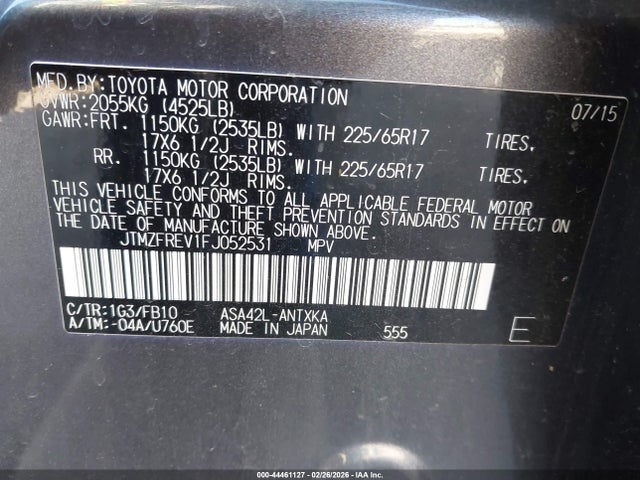 MFD.BY:TOYOTA MOTOR CORPORATION 07/15
GVWR:2055KG (4525LB)
GAWR:FRT. 1150KG (2535LB) WITH 225/65R17 TIRES,
17X6 1/2J RIMS.
RR. 1150KG (2535LB) WITH 225/65R17 TIRES,
17X6 1/2J RIMS.
THIS VEHICLE CONFORMS TO ALL APPLICABLE FEDERAL MOTOR
VEHICLE SAFETY AND THEFT PREVENTION STANDARDS IN EFFECT ON
THE DATE OF MANUFACTURE SHOWN ABOVE.
JTMZFREV1FJ052531 MPV
C/TR:1G3/FB10 ASA42L-ANTXKA
A/TM:-04A/U760E MADE IN JAPAN 555 E
000-44461127 - 02/26/2026 - IAA Inc.